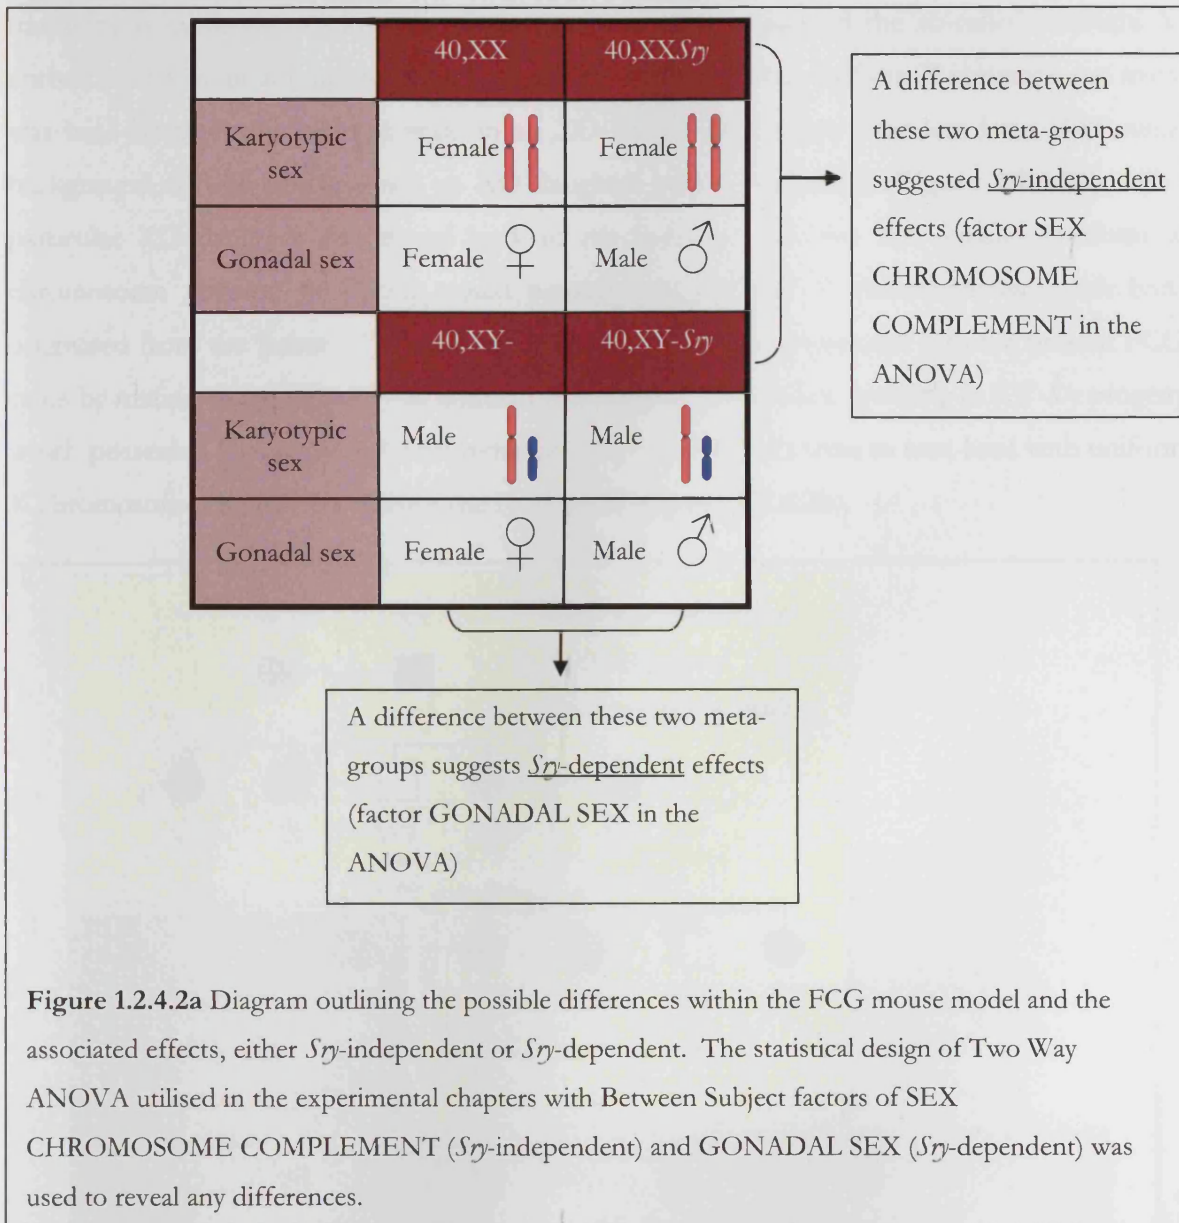 40,XX 40,XXSry
Karyotypic sex Female Female
Gonadal sex Female Male
40,XY- 40,XY-Sry
Karyotypic sex Male Male
Gonadal sex Female Male
A difference between
these two meta-groups
suggested Sry-independent
effects (factor SEX
CHROMOSOME
COMPLEMENT in the
ANOVA)
A difference between these two meta-
groups suggests Sry-dependent effects
(factor GONADAL SEX in the
ANOVA)
Figure 1.2.4.2a Diagram outlining the possible differences within the FCG mouse model and the
associated effects, either Sry-independent or Sry-dependent. The statistical design of Two Way
ANOVA utilised in the experimental chapters with Between Subject factors of SEX
CHROMOSOME COMPLEMENT (Sry-independent) and GONADAL SEX (Sry-dependent) was
used to reveal any differences.